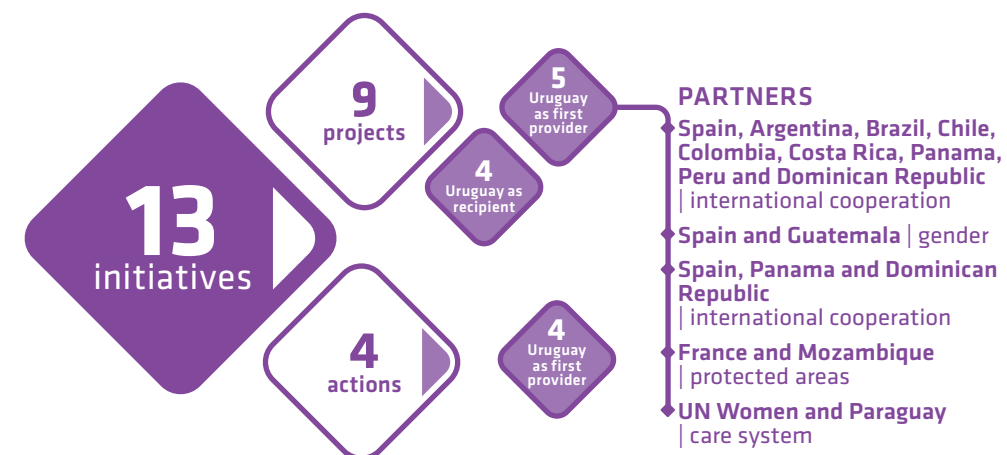 13
initiatives
9
projects
5
Uruguay
as first
provider
4
Uruguay as
recipient
4
actions
4
Uruguay
as first
provider
PARTNERS
Spain, Argentina, Brazil, Chile,
Colombia, Costa Rica, Panama,
Peru and Dominican Republic
| international cooperation
Spain and Guatemala | gender
Spain, Panama and Dominican
Republic
| international cooperation
France and Mozambique
| protected areas
UN Women and Paraguay
| care system